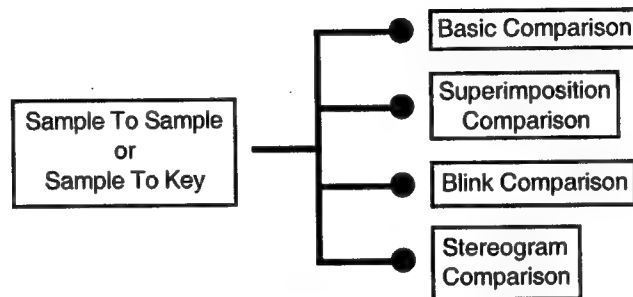 Sample To Sample
or
Sample To Key
Basic Comparison
Superimposition
Comparison
Blink Comparison
Stereogram
Comparison